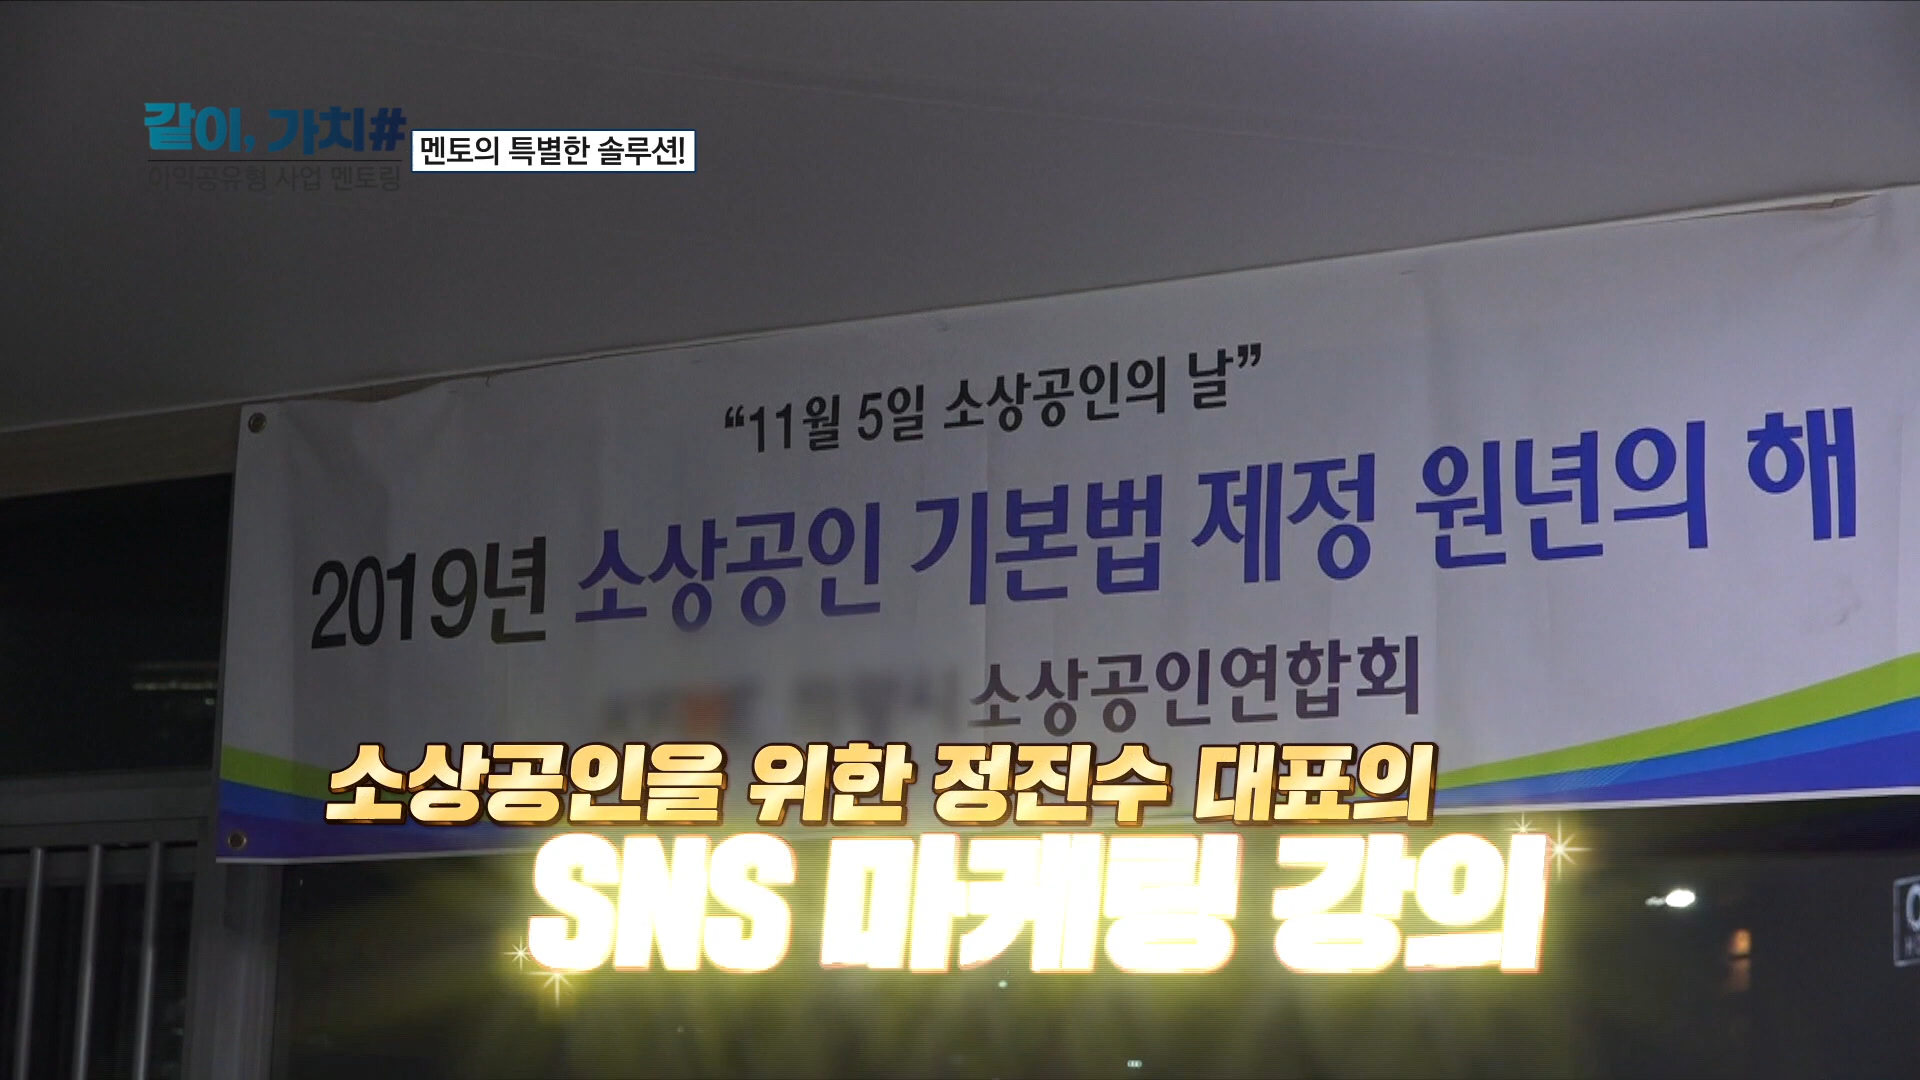 같이, 가치#
이익공유형 사업 멘토링
멘토의 특별한 솔루션!
“11월 5일 소상공인의 날”
2019년 소상공인 기본법 제정 원년의 해
소상공인연합회
소상공인을 위한 정진수 대표의
SNS 마케팅 강의